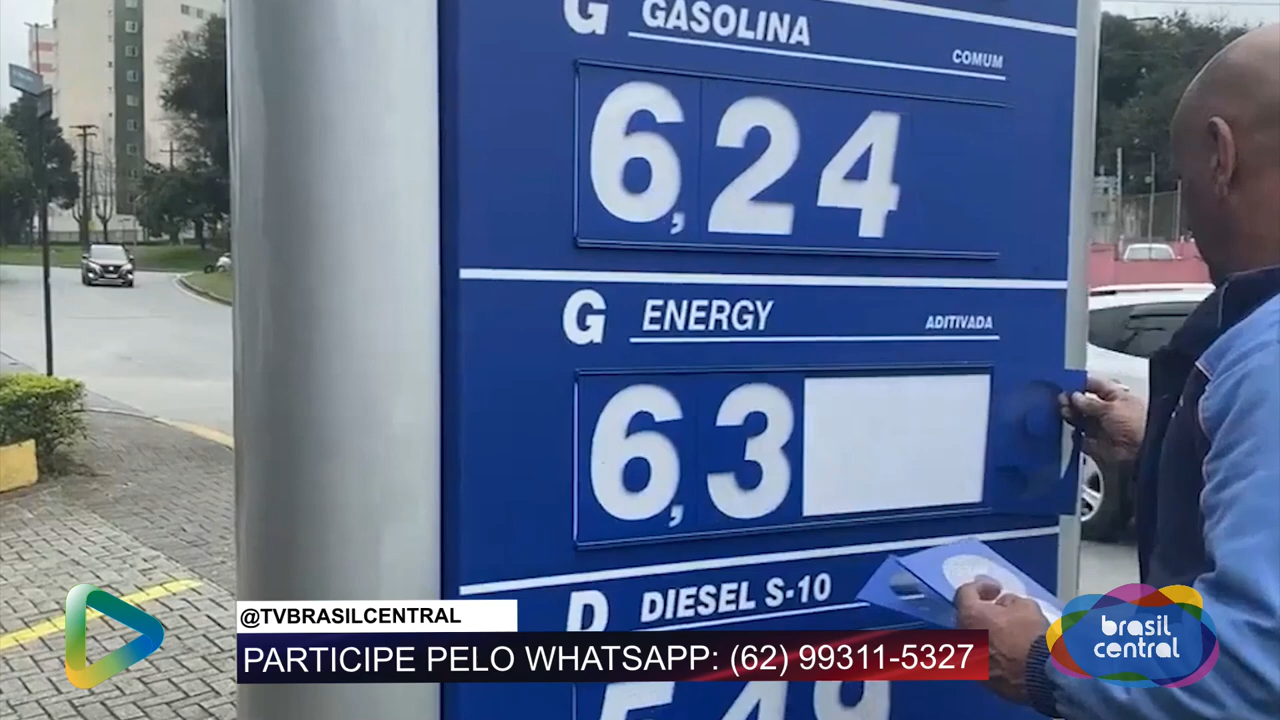 G GASOLINA
COMUM
6,24
G ENERGY
ADITIVADA
6,3
D DIESEL S-10
@TVBRASILCENTRAL
PARTICIPE PELO WHATSAPP: (62) 99311-5327
brasil
central